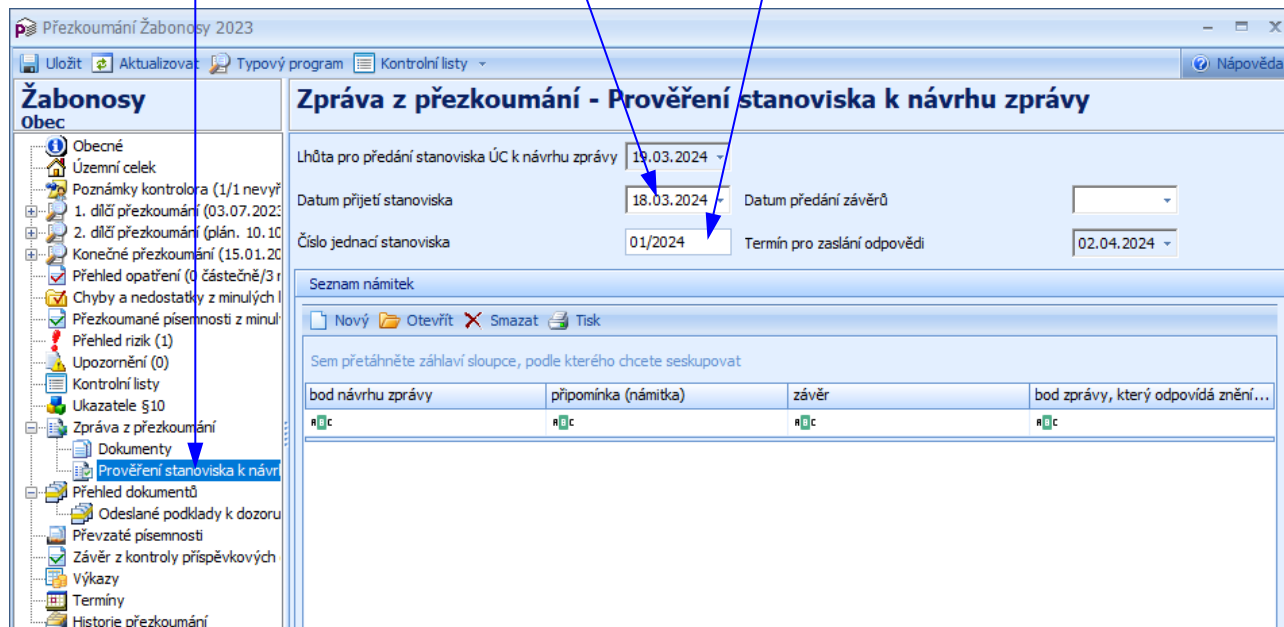 Přezkoumání Žabonosy 2023
Uložit Aktualizovat Typový program Kontrolní listy Nápověda
Žabonosy
Obec
Obecné
Územní celek
Poznámky kontrolora (1/1 nevyř
1. dílčí přezkoumání (03.07.2023
2. dílčí přezkoumání (plán. 10.10
Konečné přezkoumání (15.01.20
Přehled opatření (0 částečně/3 r
Chyby a nedostatky z minulých l
Přezkoumané písemnosti z minul
Přehled rizik (1)
Upozornění (0)
Kontrolní listy
Ukazatele §10
Zpráva z přezkoumání
Dokumenty
Prověření stanoviska k návrh
Přehled dokumentů
Odeslané podklady k dozoru
Převzaté písemnosti
Závěr z kontroly příspěvkových
Výkazy
Termíny
Historie přezkoumání
Zpráva z přezkoumání - Prověření stanoviska k návrhu zprávy
Lhůta pro předání stanoviska ÚC k návrhu zprávy 19.03.2024
Datum přijetí stanoviska 18.03.2024 Datum předání závěrů
Číslo jednací stanoviska 01/2024 Termín pro zaslání odpovědi 02.04.2024
Seznam námitek
Nový Otevřít Smazat Tisk
Sem přetáhněte záhlaví sloupce, podle kterého chcete seskupovat
bod návrhu zprávy připomínka (námitka) závěr bod zprávy, který odpovídá znění...
ABC ABC ABC ABC